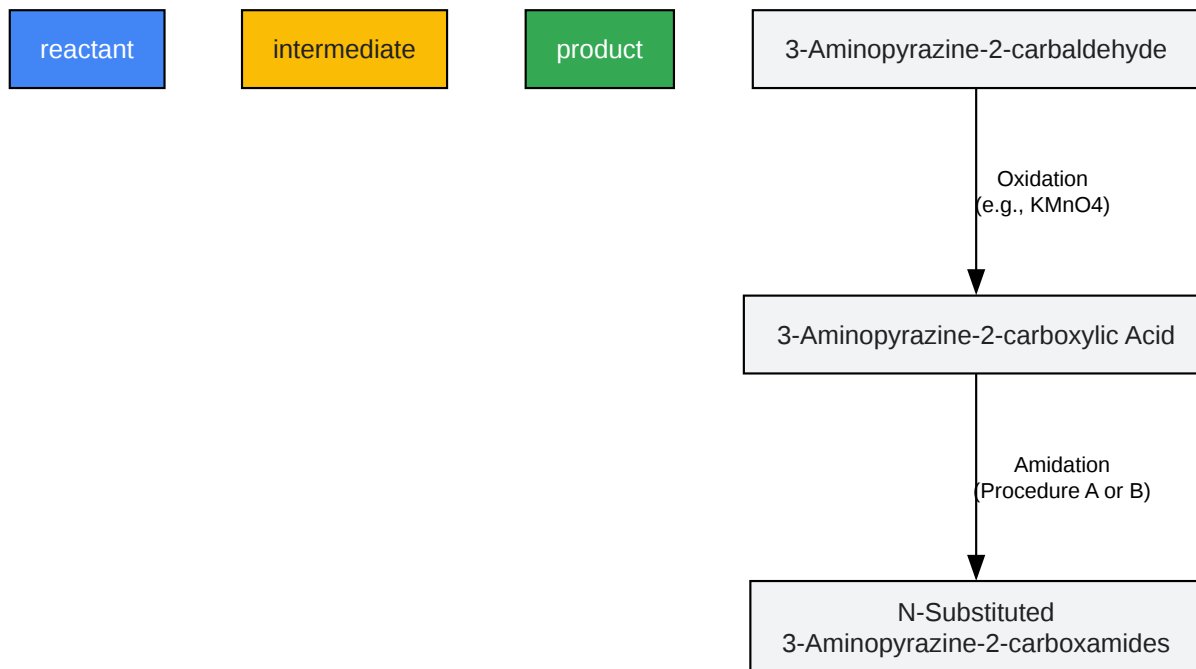 reactant
intermediate
product
3-Aminopyrazine-2-carbaldehyde
Oxidation
(e.g., KMnO4)
3-Aminopyrazine-2-carboxylic Acid
Amidation
(Procedure A or B)
N-Substituted
3-Aminopyrazine-2-carboxamides